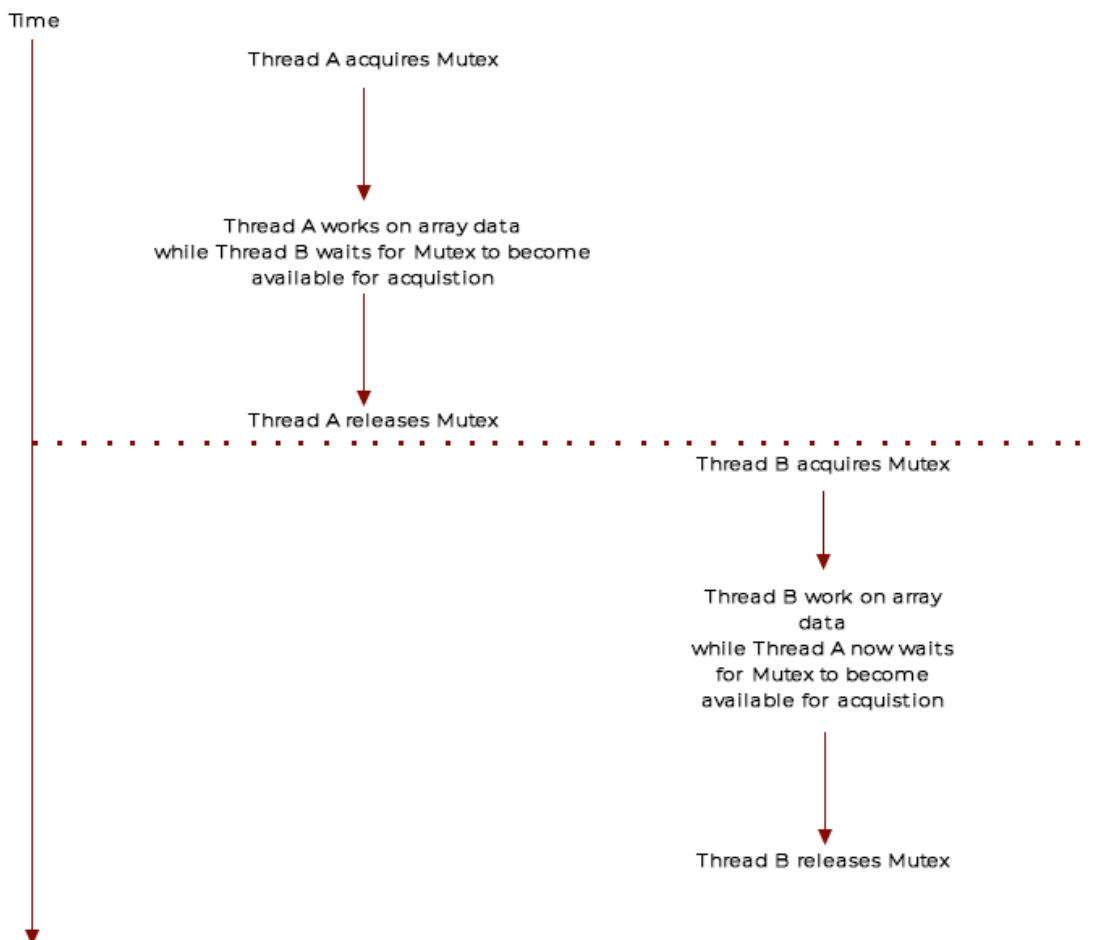 Time
Thread A acquires Mutex
Thread A works on array data
while Thread B waits for Mutex to become
available for acquistion
Thread A releases Mutex
Thread B acquires Mutex
Thread B work on array
data
while Thread A now waits
for Mutex to become
available for acquistion
Thread B releases Mutex